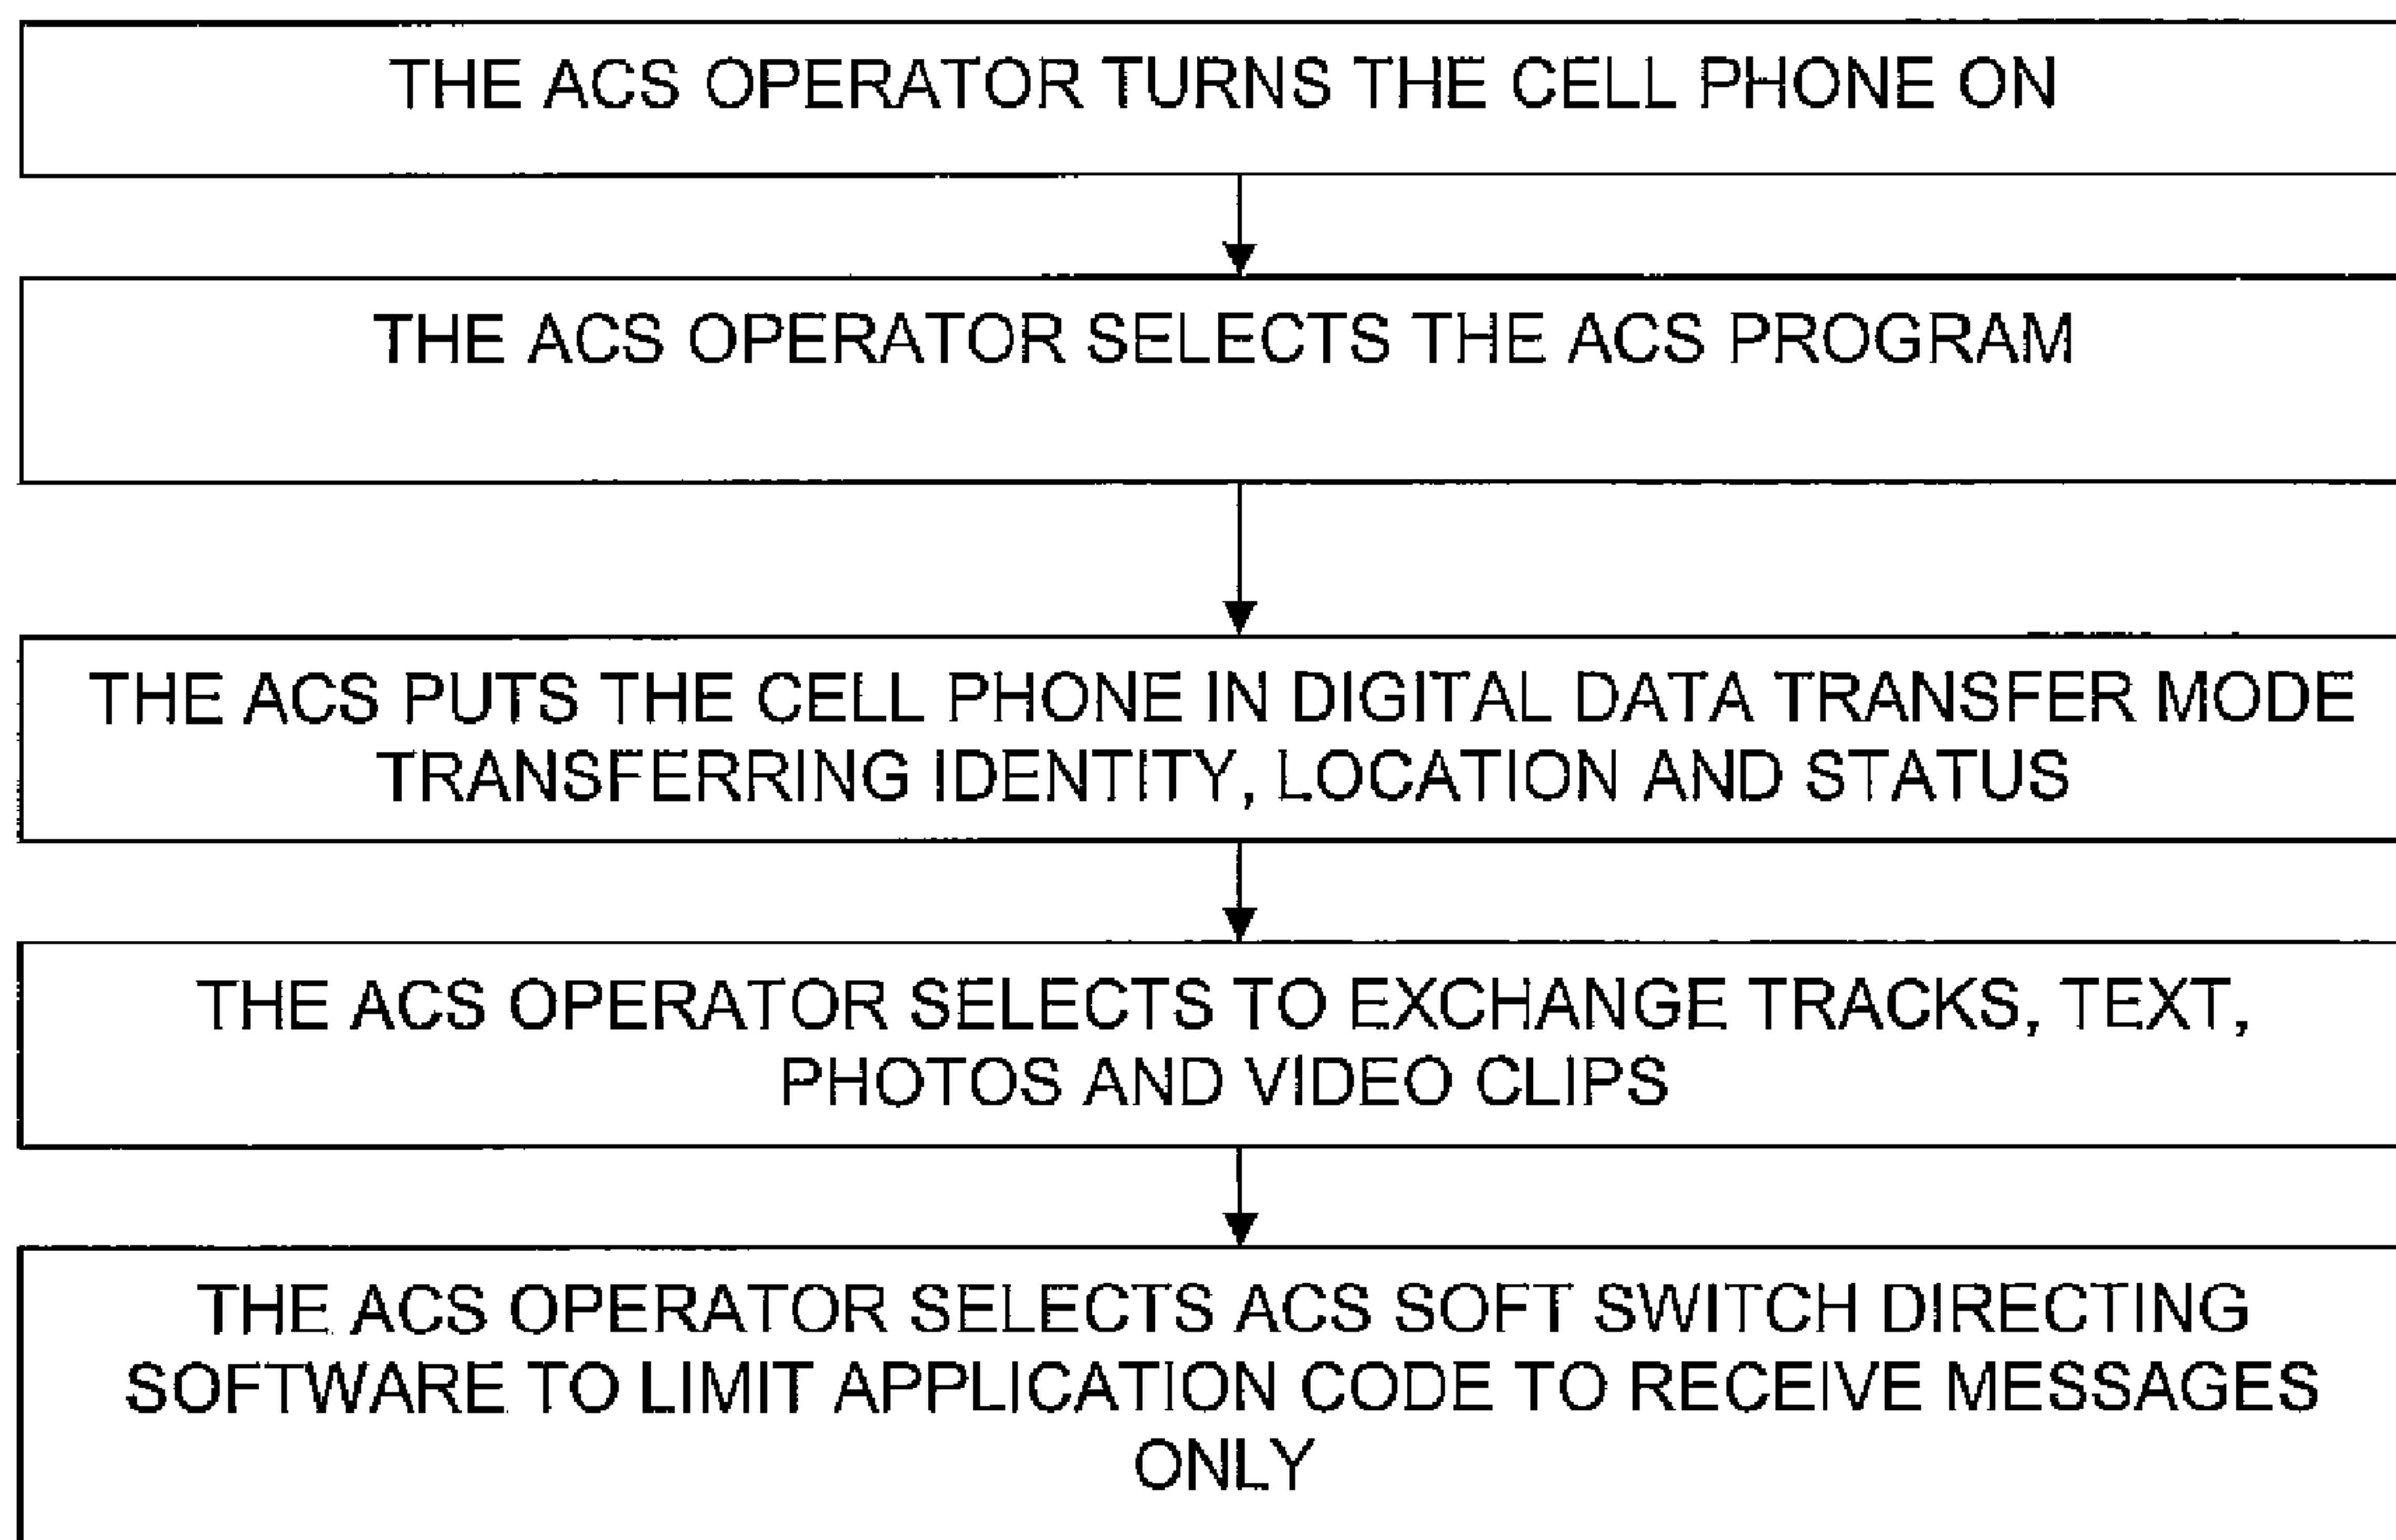 THE ACS OPERATOR TURNS THE CELL PHONE ON
THE ACS OPERATOR SELECTS THE ACS PROGRAM
THE ACS PUTS THE CELL PHONE IN DIGITAL DATA TRANSFER MODE
TRANSFERRING IDENTITY, LOCATION AND STATUS
THE ACS OPERATOR SELECTS TO EXCHANGE TRACKS, TEXT,
PHOTOS AND VIDEO CLIPS
THE ACS OPERATOR SELECTS ACS SOFT SWITCH DIRECTING
SOFTWARE TO LIMIT APPLICATION CODE TO RECEIVE MESSAGES
ONLY